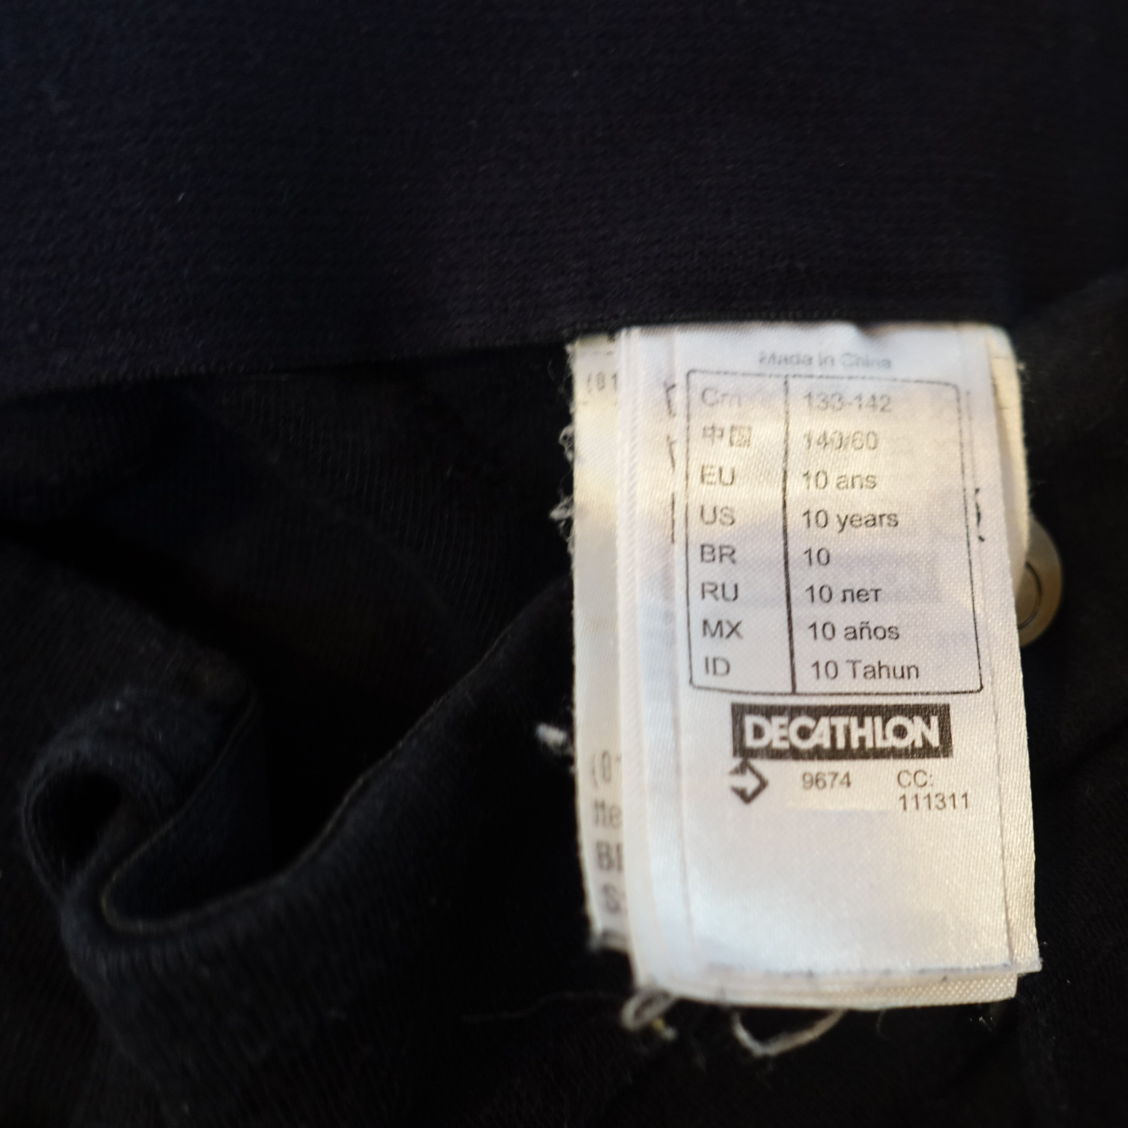 Made in China
Cm 133-142
中国 140/60
EU 10 ans
US 10 years
BR 10
RU 10 лет
MX 10 años
ID 10 Tahun
DECATHLON
9674 CC:
111311